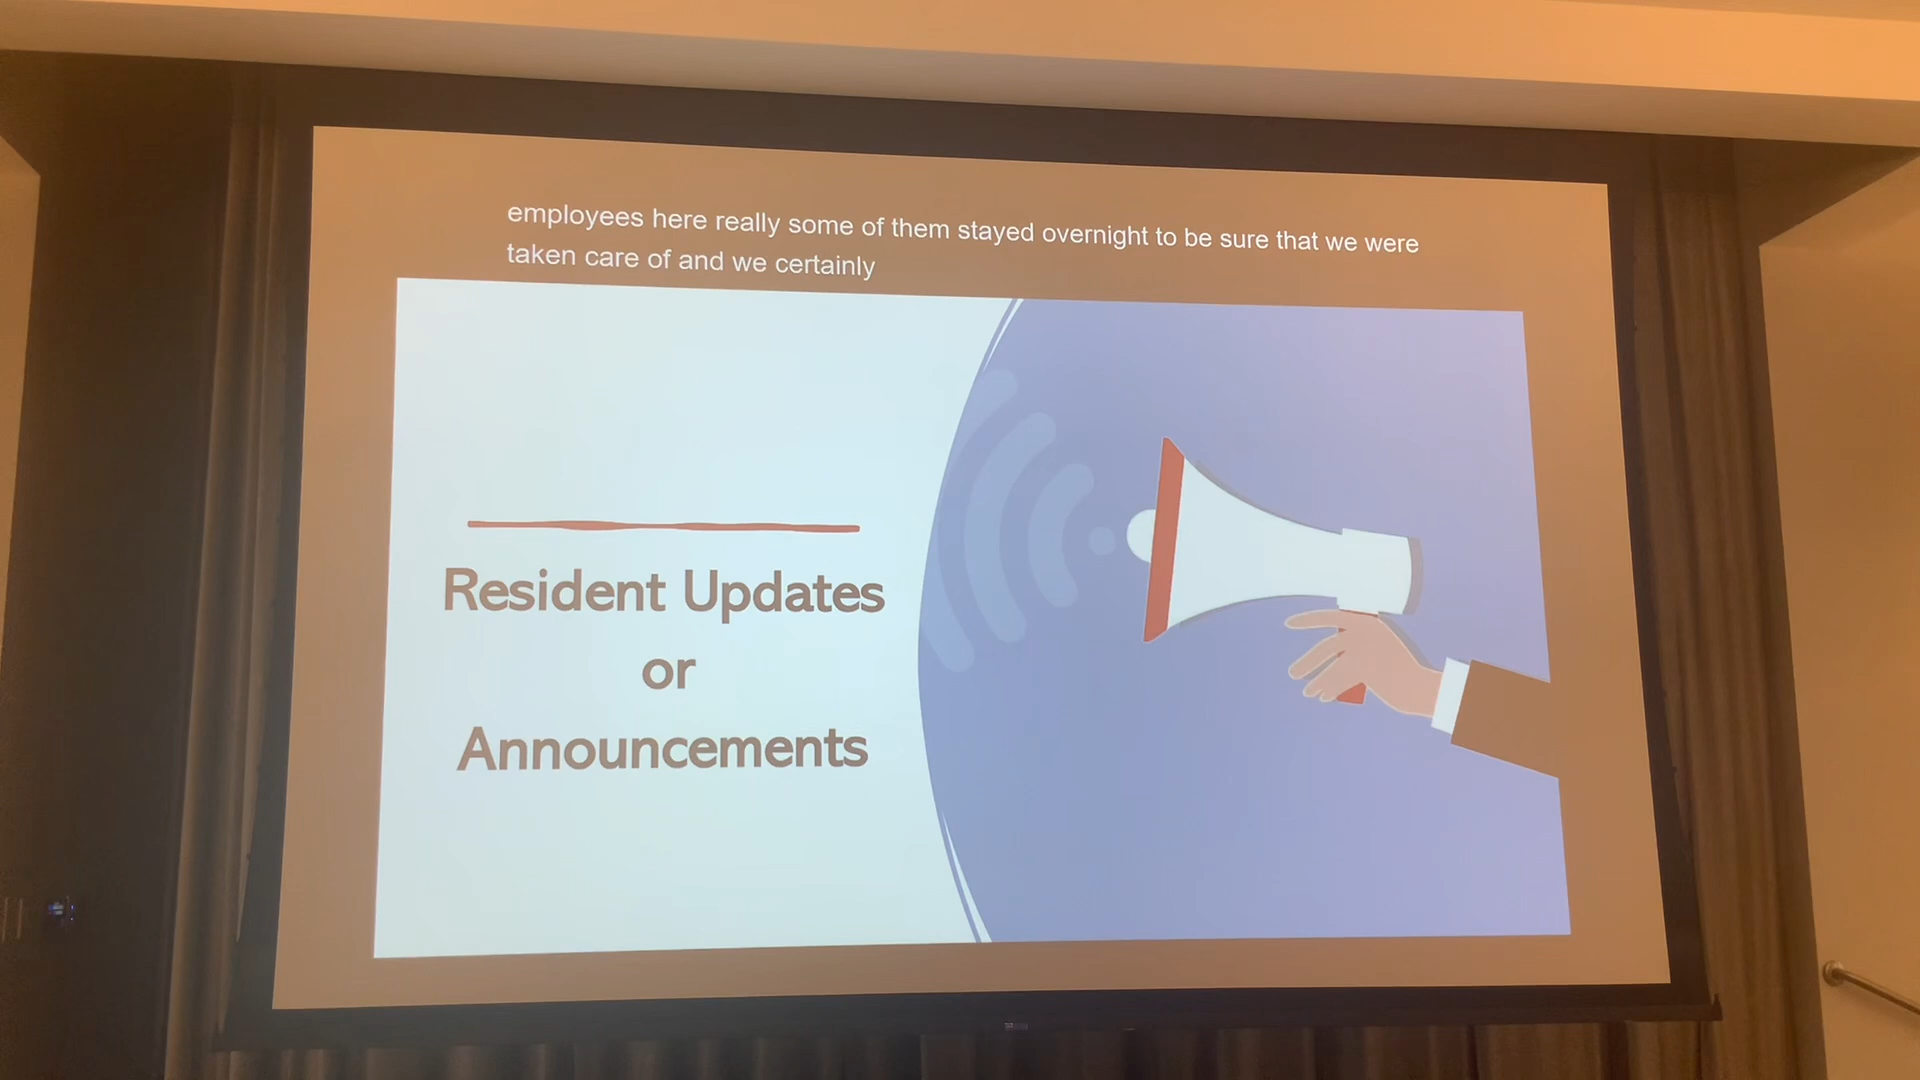 employees here really some of them stayed overnight to be sure that we were
taken care of and we certainly
Resident Updates
or
Announcements